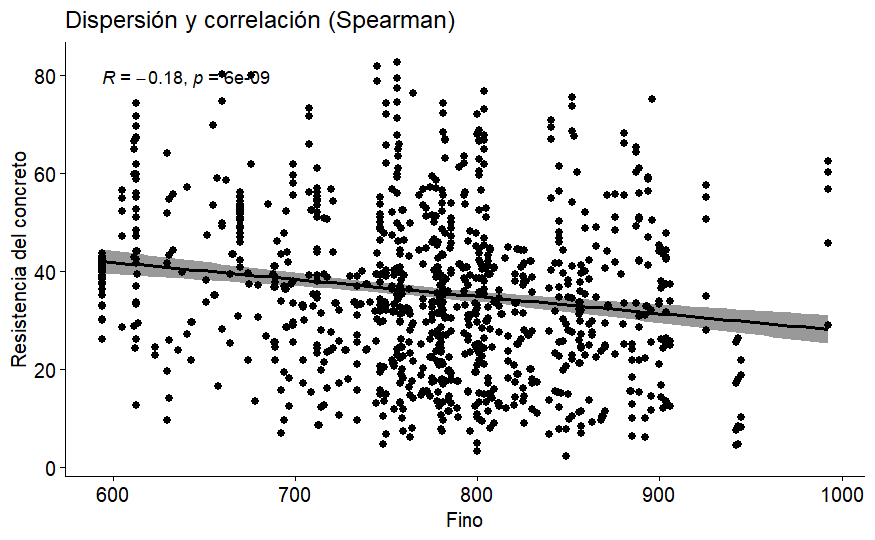 Dispersión y correlación (Spearman)
R = −0.18, p = 6e-09
Resistencia del concreto
80
60
40
20
0
600 700 800 900 1000
Fino